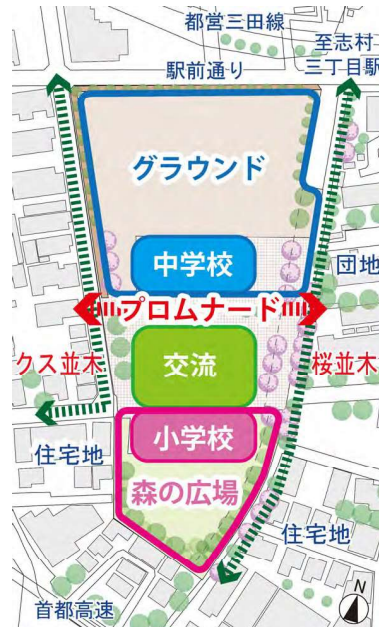 都営三田線
至志村
三丁目駅
駅前通り
グラウンド
中学校
団地
プロムナード
クス並木
交流
桜並木
小学校
住宅地
森の広場
住宅地
首都高速
N